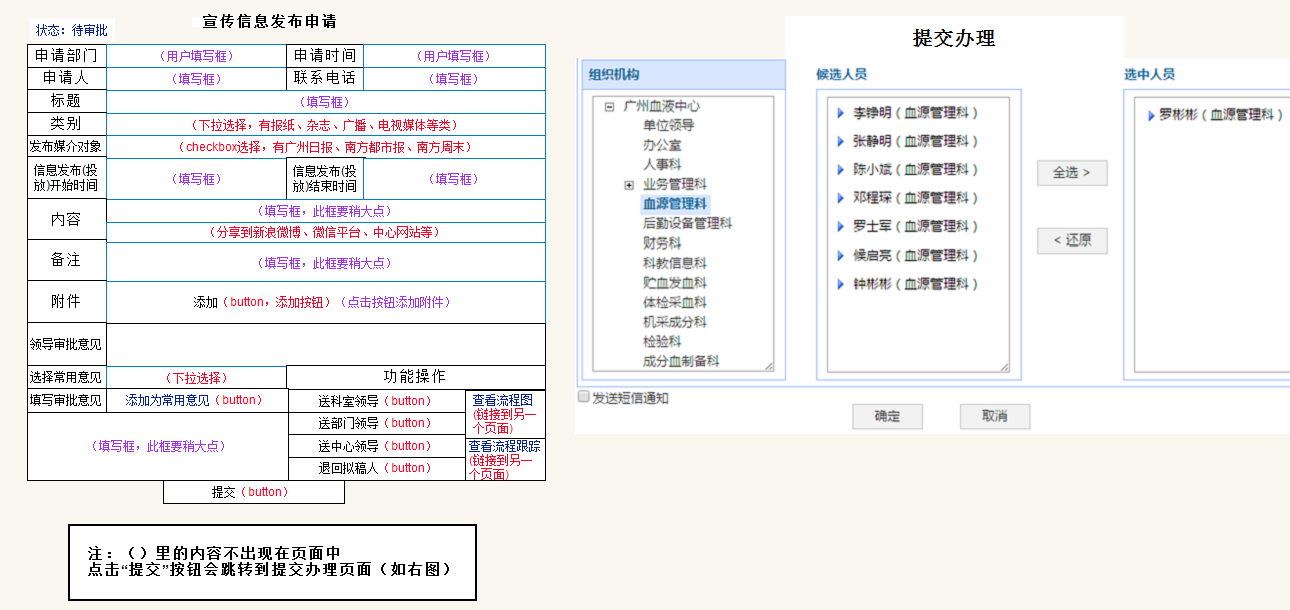 宣传信息发布申请
状态：待审批
申请部门 （用户填写框） 申请时间 （用户填写框）
申请人 （填写框） 联系电话 （填写框）
标题 （填写框）
类别 （下拉选择，有报纸、杂志、广播、电视媒体等类）
发布媒介对象 （checkbox选择，有广州日报、南方都市报、南方周末）
信息发布(投
放)开始时间 （填写框）
信息发布(投
放)结束时间 （填写框）
内容 （填写框，此框要稍大点）
（分享到新浪微博、微信平台、中心网站等）
备注 （填写框，此框要稍大点）
附件 添加（button，添加按钮）（点击按钮添加附件）
领导审批意见
选择常用意见 （下拉选择） 功能操作
填写审批意见 添加为常用意见（button）
（填写框，此框要稍大点）
送科室领导（button）
送部门领导（button）
送中心领导（button）
退回拟稿人（button）
查看流程图
(链接到另一
个页面)
查看流程跟踪
(链接到另一
个页面)
提交（button）
注：（）里的内容不出现在页面中
点击“提交”按钮会跳转到提交办理页面（如右图）
提交办理
组织机构
广州血液中心
单位领导
办公室
人事科
业务管理科
血源管理科
后勤设备管理科
财务科
科教信息科
贮血发血科
体检采血科
机采成分科
检验科
成分血制备科
候选人员
李铮明（血源管理科）
张静明（血源管理科）
陈小斌（血源管理科）
邓程琛（血源管理科）
罗士军（血源管理科）
候启亮（血源管理科）
钟彬彬（血源管理科）
全选 >
< 还原
选中人员
罗彬彬（血源管理科）
发送短信通知
确定
取消